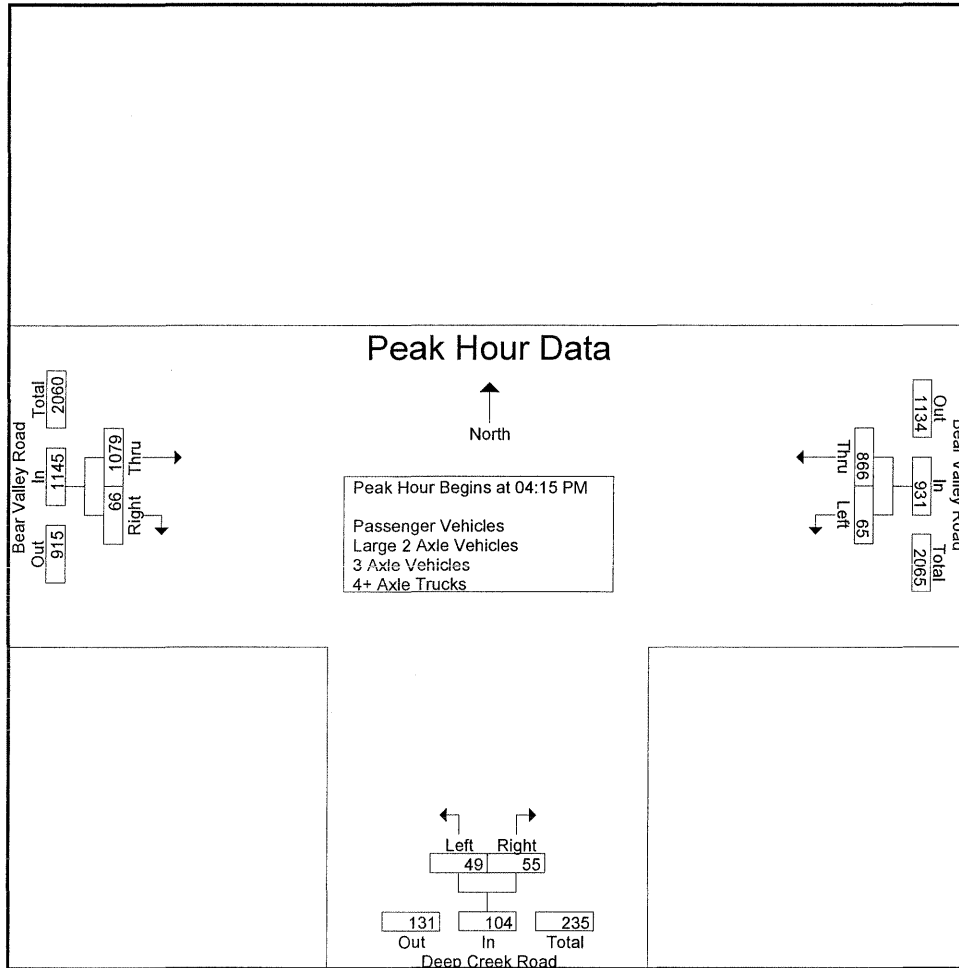 Peak Hour Data
North
Peak Hour Begins at 04:15 PM
Passenger Vehicles
Large 2 Axle Vehicles
3 Axle Vehicles
4+ Axle Trucks
Bear Valley Road
Total
2060
In
1145
Out
915
Thru
1079
Right
66
Bear Valley Road
Out
1134
In
931
Total
2065
Thru
866
Left
65
Left Right
49 55
131 104 235
Out In Total
Deep Creek Road